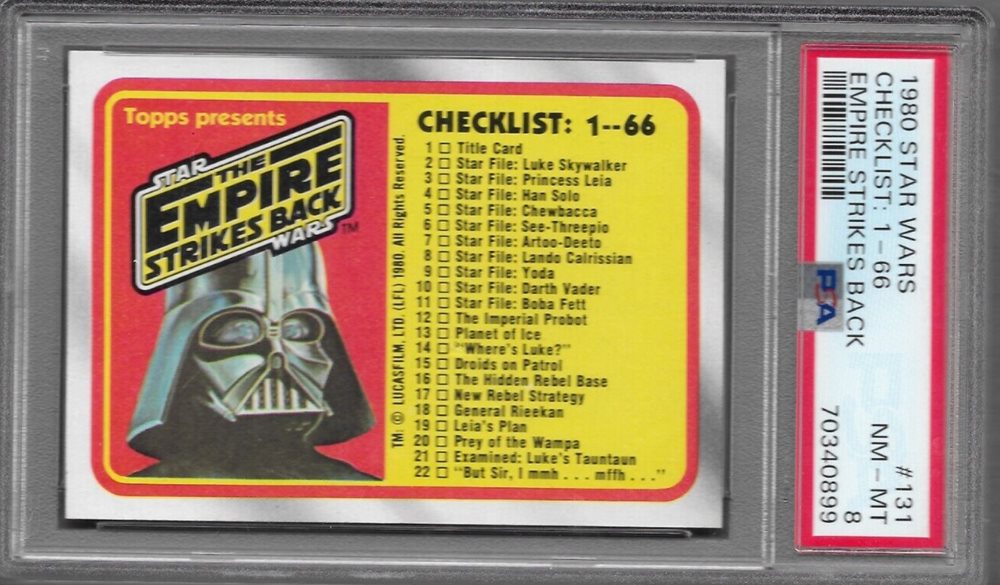 Topps presents
STAR
THE
EMPIRE
STRIKES BACK
WARS™
TM: © LUCASFILM, LTD. (LFL) 1980. All Rights Reserved.
CHECKLIST: 1--66
1 □ Title Card
2 □ Star File: Luke Skywalker
3 □ Star File: Princess Leia
4 □ Star File: Han Solo
5 □ Star File: Chewbacca
6 □ Star File: See-Threepio
7 □ Star File: Artoo-Deeto
8 □ Star File: Lando Calrissian
9 □ Star File: Yoda
10 □ Star File: Darth Vader
11 □ Star File: Boba Fett
12 □ The Imperial Probot
13 □ Planet of Ice
14 □ "Where's Luke?"
15 □ Droids on Patrol
16 □ The Hidden Rebel Base
17 □ New Rebel Strategy
18 □ General Rieekan
19 □ Leia's Plan
20 □ Prey of the Wampa
21 □ Examined: Luke's Tauntaun
22 □ "But Sir, I mmh . . . mffh . . ."
1980 STAR WARS #131
CHECKLIST: 1-66 NM - MT
EMPIRE STRIKES BACK 8
PSA
70340899